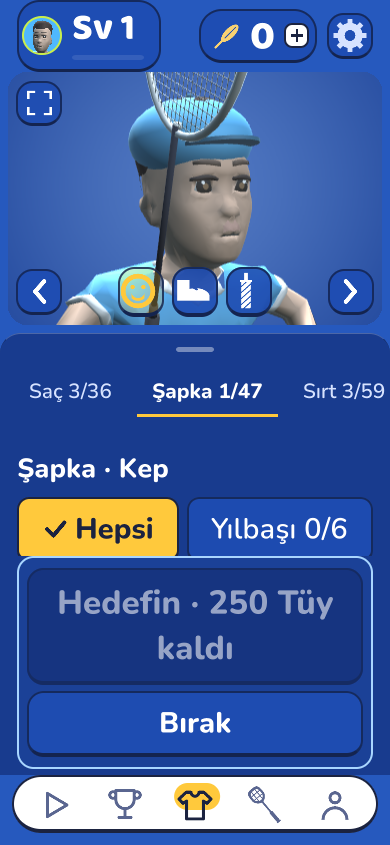 Sv 1
0
Saç 3/36
Şapka 1/47
Sırt 3/59
Şapka · Kep
Hepsi
Yılbaşı 0/6
Hedefin · 250 Tüy
kaldı
Bırak